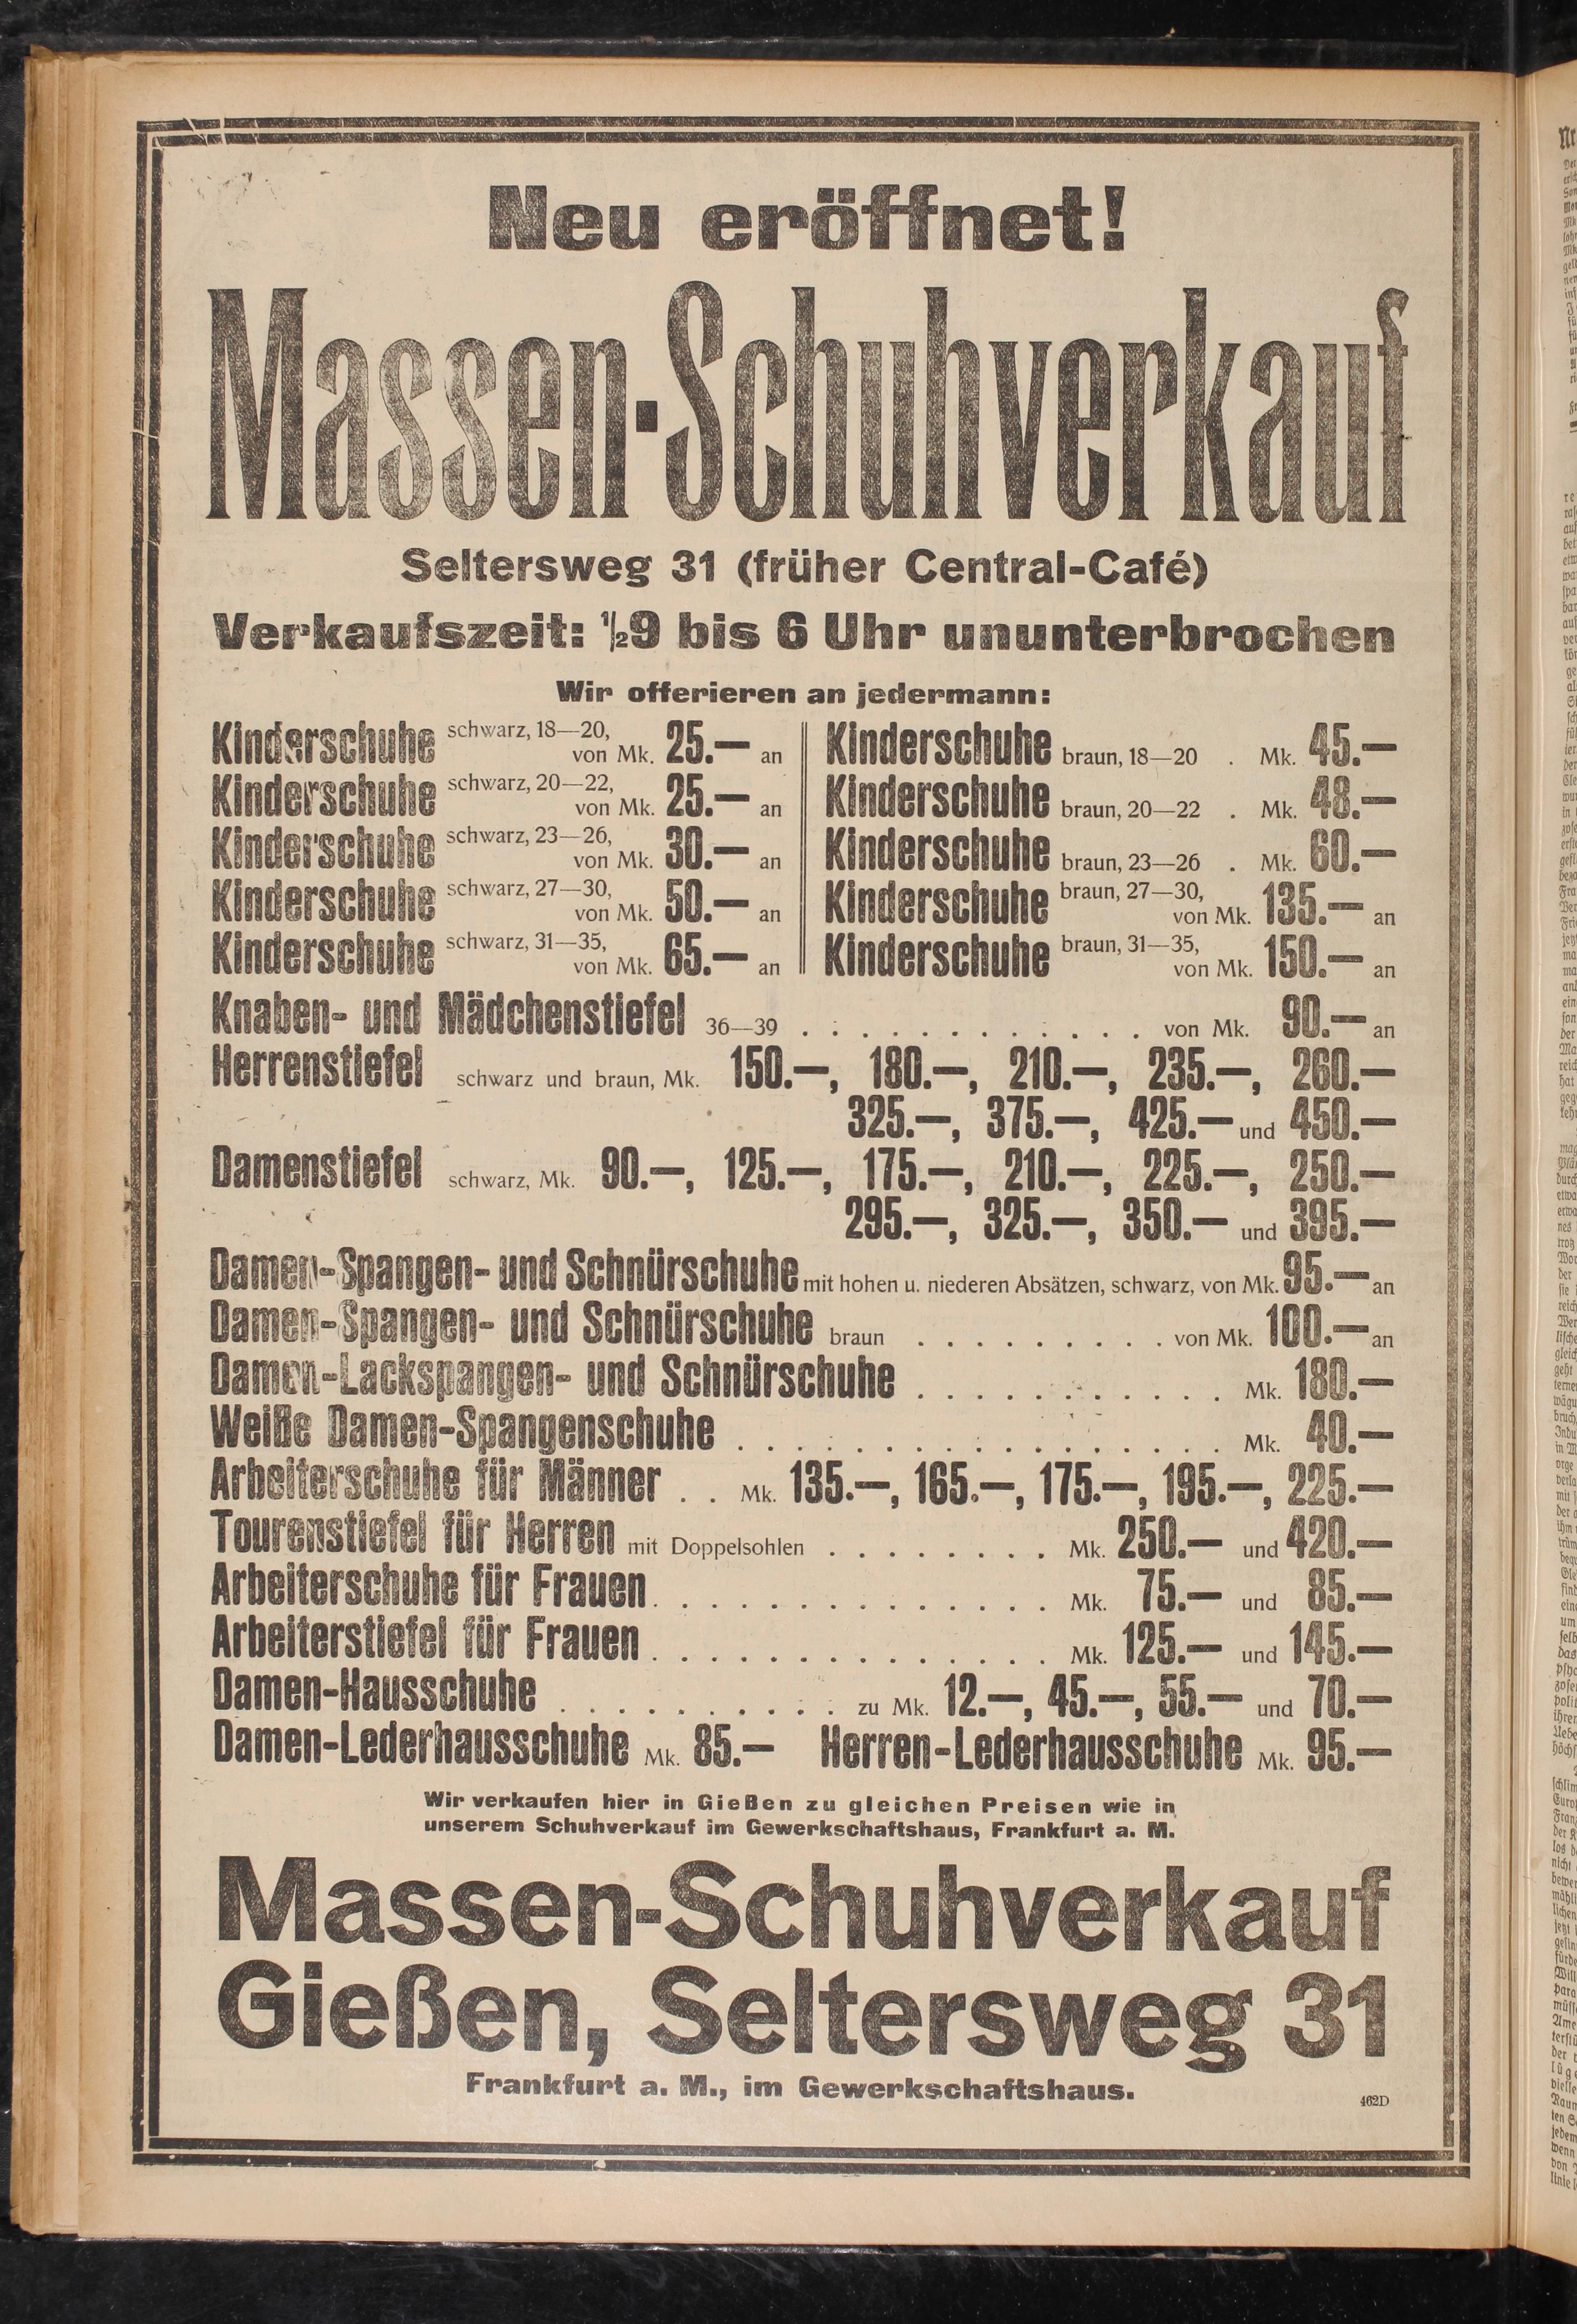 Neu eröffnet!
Massen-Schuhverkauf
Seltersweg 31 (früher Central-Café)
Verkaufszeit: ½9 bis 6 Uhr ununterbrochen
Wir offerieren an jedermann:
Kinderschuhe schwarz, 18—20, von Mk. 25.— an
Kinderschuhe schwarz, 20—22, von Mk. 25.— an
Kinderschuhe schwarz, 23—26, von Mk. 30.— an
Kinderschuhe schwarz, 27—30, von Mk. 50.— an
Kinderschuhe schwarz, 31—35, von Mk. 65.— an
Kinderschuhe braun, 18—20 . Mk. 45.—
Kinderschuhe braun, 20—22 . Mk. 48.—
Kinderschuhe braun, 23—26 . Mk. 60.—
Kinderschuhe braun, 27—30, von Mk. 135.— an
Kinderschuhe braun, 31—35, von Mk. 150.— an
Knaben- und Mädchenstiefel 36—39 . . . . . . . . . . . . . . von Mk. 90.— an
Herrenstiefel schwarz und braun, Mk. 150.—, 180.—, 210.—, 235.—, 260.—
325.—, 375.—, 425.— und 450.—
Damenstiefel schwarz, Mk. 90.—, 125.—, 175.—, 210.—, 225.—, 250.—
295.—, 325.—, 350.— und 395.—
Damen-Spangen- und Schnürschuhe mit hohen u. niederen Absätzen, schwarz, von Mk. 95.— an
Damen-Spangen- und Schnürschuhe braun . . . . . . . . . von Mk. 100.— an
Damen-Lackspangen- und Schnürschuhe . . . . . . . . . . . Mk. 180.—
Weiße Damen-Spangenschuhe . . . . . . . . . . . . . . . . . . Mk. 40.—
Arbeiterschuhe für Männer . . Mk. 135.—, 165.—, 175.—, 195.—, 225.—
Tourenstiefel für Herren mit Doppelsohlen . . . . . . . . Mk. 250.— und 420.—
Arbeiterschuhe für Frauen . . . . . . . . . . . . . . . Mk. 75.— und 85.—
Arbeiterstiefel für Frauen . . . . . . . . . . . . . . . Mk. 125.— und 145.—
Damen-Hausschuhe . . . . . . . . . . zu Mk. 12.—, 45.—, 55.— und 70.—
Damen-Lederhausschuhe Mk. 85.— Herren-Lederhausschuhe Mk. 95.—
Wir verkaufen hier in Gießen zu gleichen Preisen wie in
unserem Schuhverkauf im Gewerkschaftshaus, Frankfurt a. M.
Massen-Schuhverkauf
Gießen, Seltersweg 31
Frankfurt a. M., im Gewerkschaftshaus.
462D